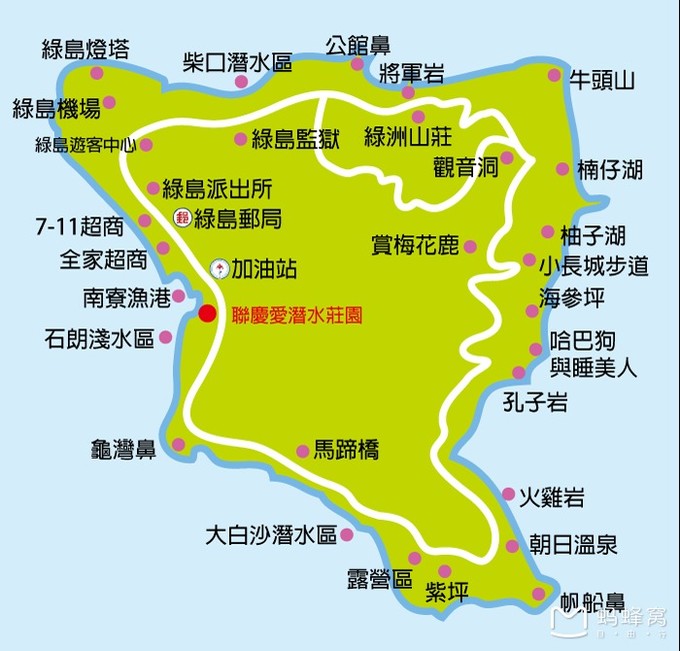 公館鼻
綠島燈塔
柴口潛水區
將軍岩
牛頭山
綠島機場
綠島遊客中心
綠島監獄
綠洲山莊
觀音洞
楠仔湖
綠島派出所
郵
綠島郵局
7-11超商
全家超商
賞梅花鹿
柚子湖
小長城步道
加油站
南寮漁港
海參坪
聯慶愛潛水莊園
石朗淺水區
哈巴狗
與睡美人
孔子岩
龜灣鼻
馬蹄橋
火雞岩
大白沙潛水區
朝日溫泉
露營區
紫坪
帆船鼻
蚂蜂窝
自由行